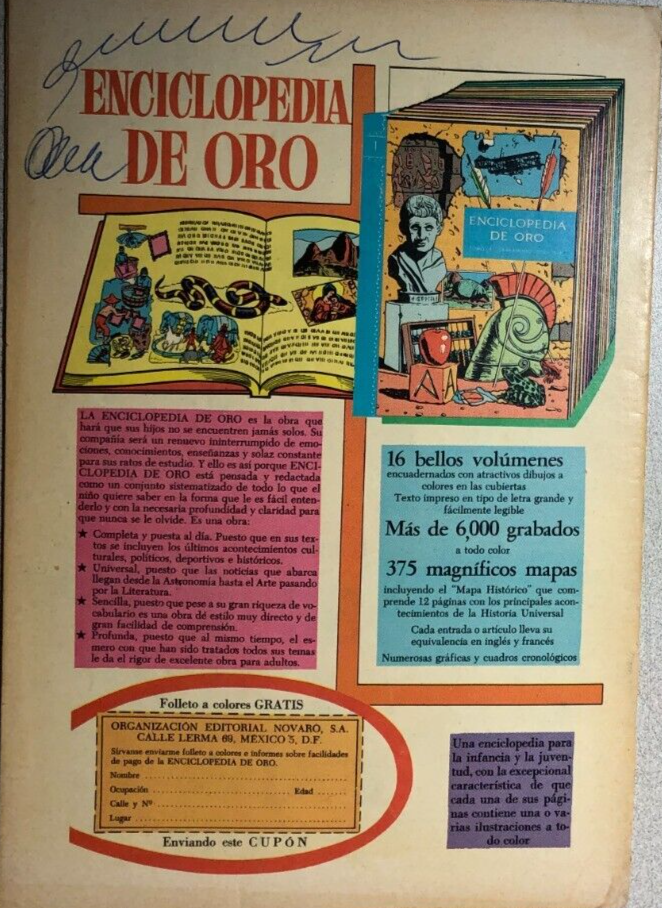 ENCICLOPEDIA
DE ORO
ENCICLOPEDIA
DE ORO
LA ENCICLOPEDIA DE ORO es la obra que
hará que sus hijos no se encuentren jamás solos. Su
compañía será un renuevo ininterrumpido de emo-
ciones, conocimientos, enseñanzas y solaz constante
para sus ratos de estudio. Y ello es así porque ENCI-
CLOPEDIA DE ORO está pensada y redactada
como un conjunto sistematizado de todo lo que el
niño quiere saber en la forma que le es fácil enten-
derlo y con la necesaria profundidad y claridad para
que nunca se le olvide. Es una obra:
★ Completa y puesta al día. Puesto que en sus tex-
tos se incluyen los últimos acontecimientos cul-
turales, políticos, deportivos e históricos.
★ Universal, puesto que las noticias que abarca
llegan desde la Astronomía hasta el Arte pasando
por la Literatura.
★ Sencilla, puesto que pese a su gran riqueza de vo-
cabulario es una obra de estilo muy directo y de
gran facilidad de comprensión.
★ Profunda, puesto que al mismo tiempo, el es-
mero con que han sido tratados todos sus temas
le da el rigor de excelente obra para adultos.
16 bellos volúmenes
encuadernados con atractivos dibujos a
colores en las cubiertas
Texto impreso en tipo de letra grande y
fácilmente legible
Más de 6,000 grabados
a todo color
375 magníficos mapas
incluyendo el "Mapa Histórico" que com-
prende 12 páginas con los principales acon-
tecimientos de la Historia Universal
Cada entrada o artículo lleva su
equivalencia en inglés y francés
Numerosas gráficas y cuadros cronológicos
Folleto a colores GRATIS
ORGANIZACIÓN EDITORIAL NOVARO, S.A.
CALLE LERMA 69, MÉXICO 5, D.F.
Sírvanse enviarme folleto a colores e informes sobre facilidades
de pago de la ENCICLOPEDIA DE ORO.
Nombre
Ocupación Edad
Calle y Nº
Lugar
Enviando este CUPÓN
Una enciclopedia para
la infancia y la juven-
tud, con la excepcional
característica de que
cada una de sus pági-
nas contiene una o va-
rias ilustraciones a to-
do color